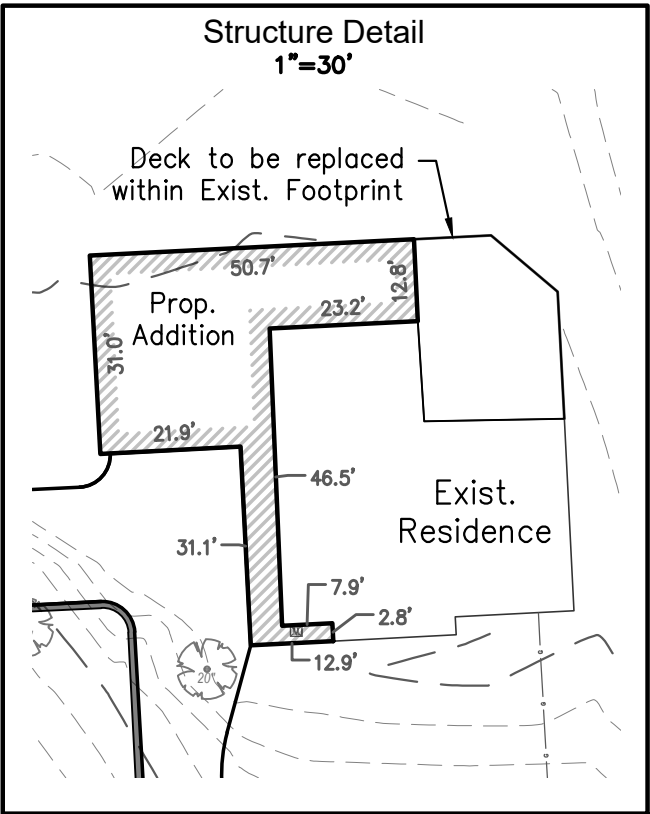 Structure Detail
1"=30'
Deck to be replaced
within Exist. Footprint
50.7'
12.8'
Prop.
Addition
23.2'
31.0'
21.9'
46.5'
Exist.
Residence
31.1'
7.9'
2.8'
M
12.9'
20"
G
G